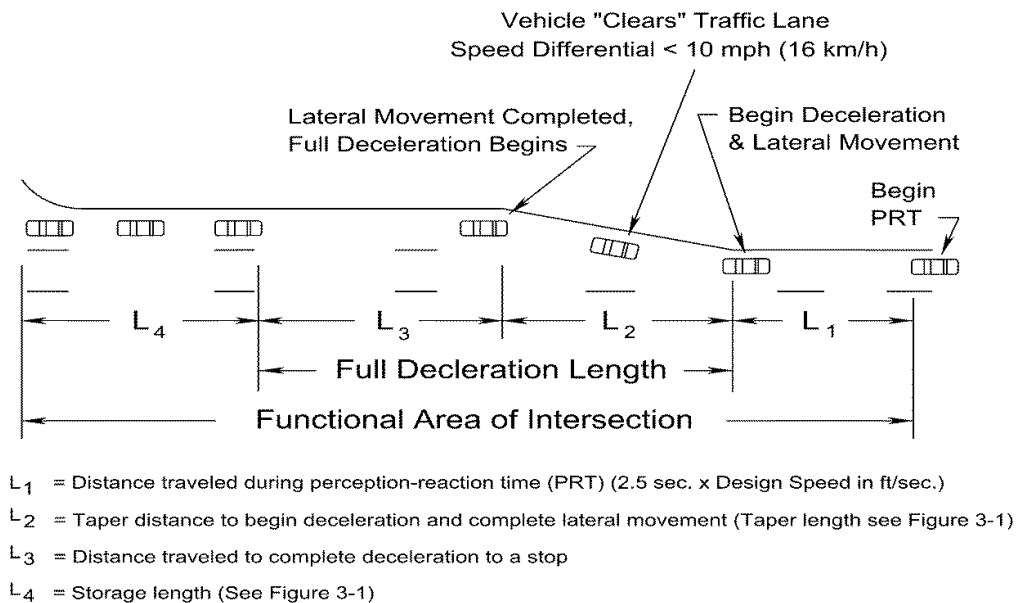 Vehicle "Clears" Traffic Lane
Speed Differential < 10 mph (16 km/h)
Lateral Movement Completed,
Full Deceleration Begins
Begin Deceleration
& Lateral Movement
Begin
PRT
L4
L3
L2
L1
Full Decleration Length
Functional Area of Intersection
L1 = Distance traveled during perception-reaction time (PRT) (2.5 sec. x Design Speed in ft/sec.)
L2 = Taper distance to begin deceleration and complete lateral movement (Taper length see Figure 3-1)
L3 = Distance traveled to complete deceleration to a stop
L4 = Storage length (See Figure 3-1)